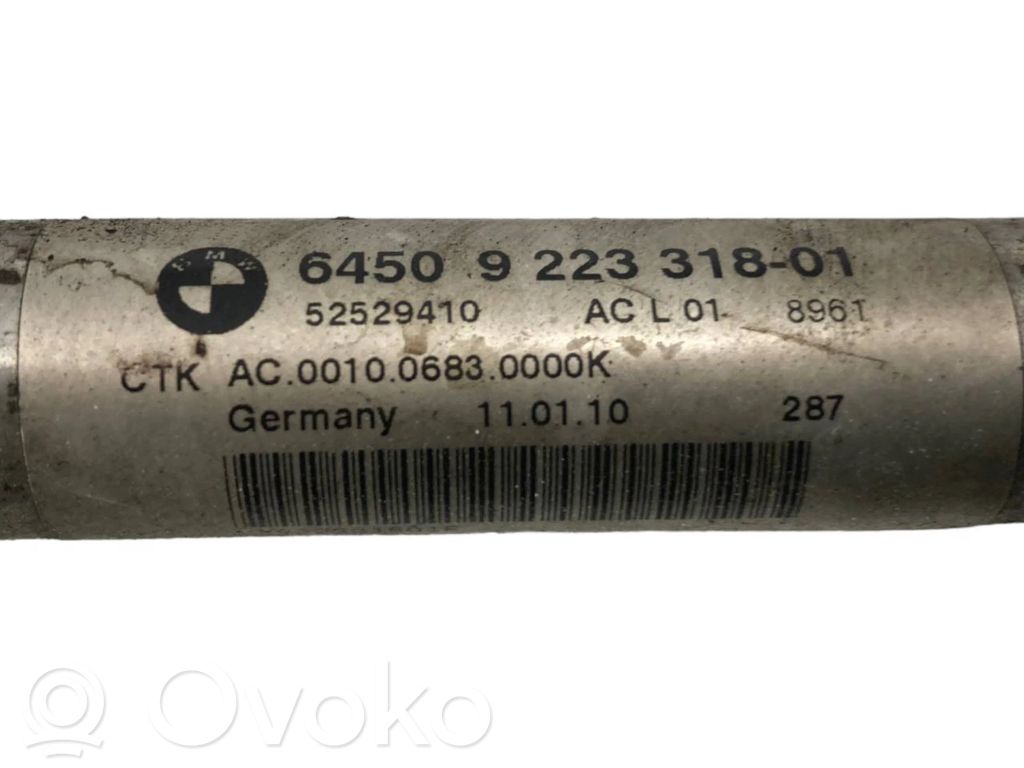 BMW
6450 9 223 318-01
52529410 AC L 01 8961
CTK AC.0010.0683.0000K
Germany 11.01.10 287
Ovoko